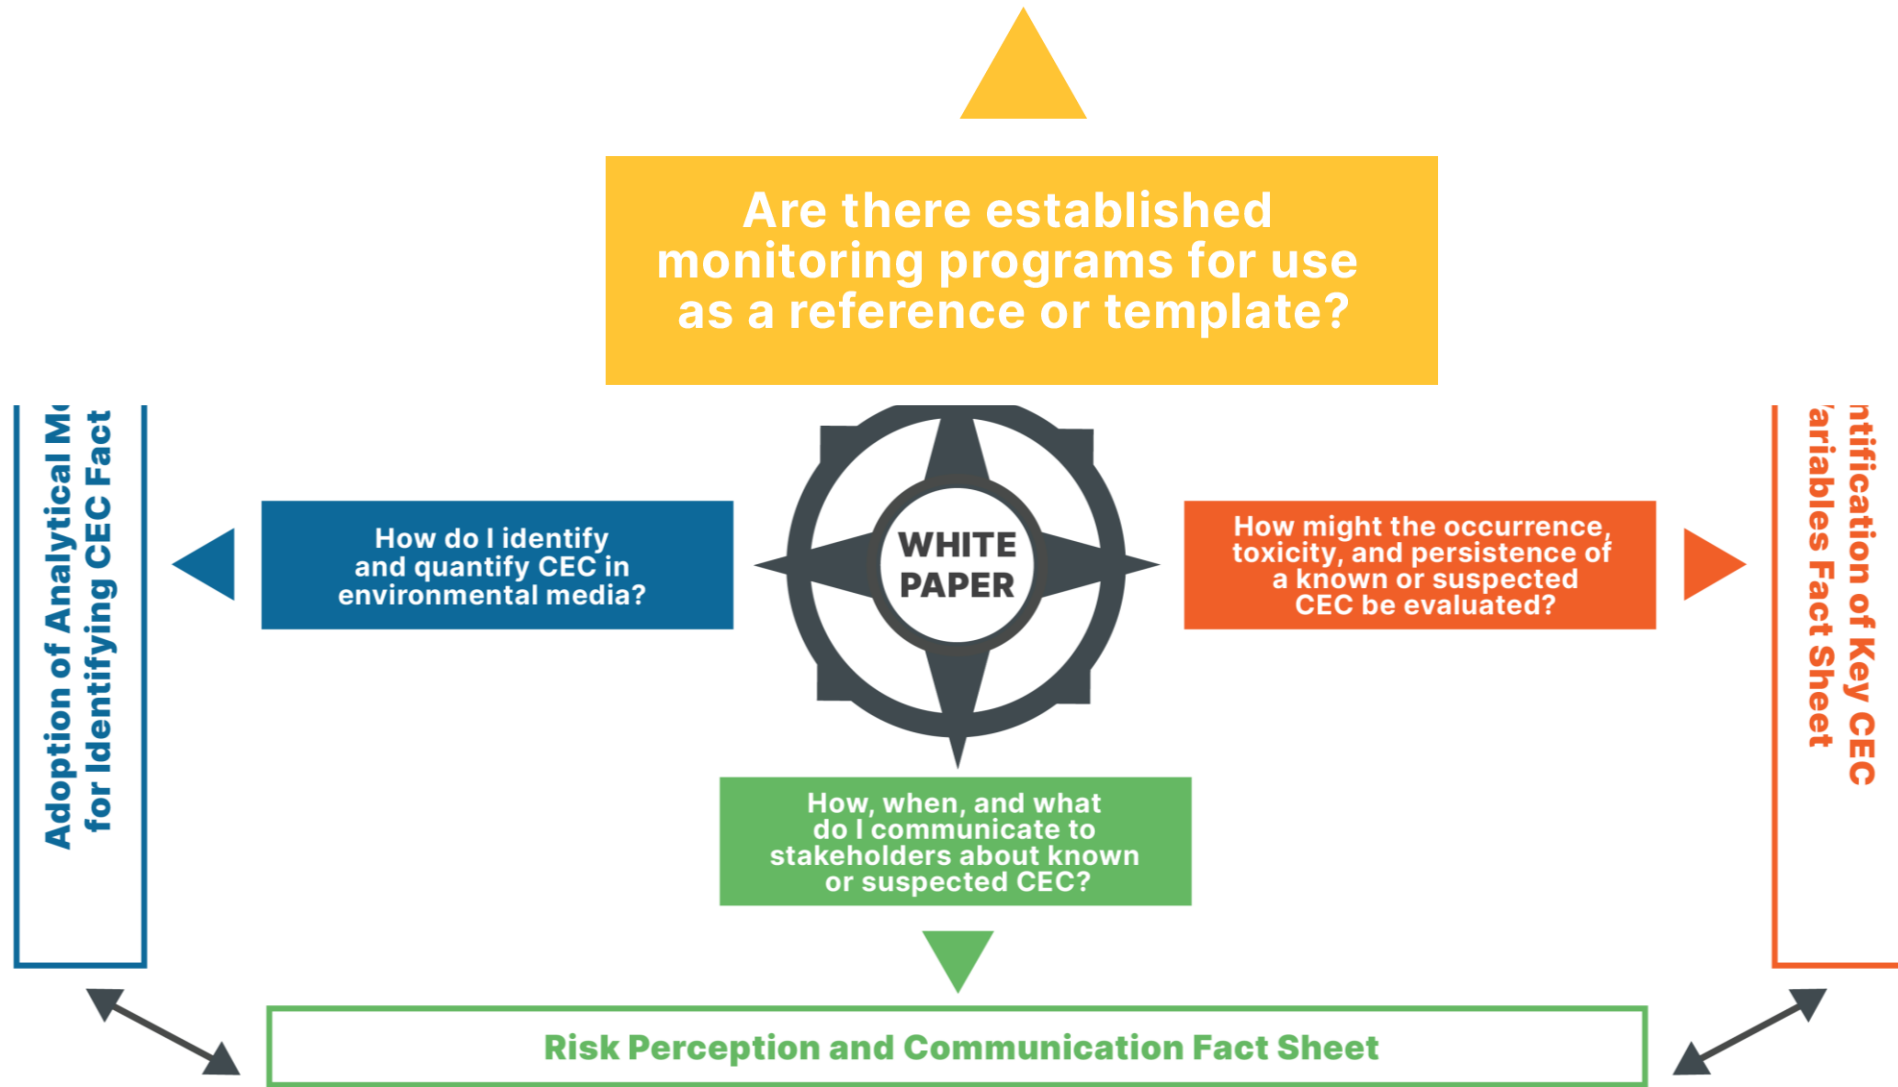 Are there established
monitoring programs for use
as a reference or template?
Adoption of Analytical
for Identifying CEC Fact
How do I identify
and quantify CEC in
environmental media?
WHITE
PAPER
How might the occurrence,
toxicity, and persistence of
a known or suspected
CEC be evaluated?
of Key CEC
Fact Sheet
How, when, and what
do I communicate to
stakeholders about known
or suspected CEC?
Risk Perception and Communication Fact Sheet